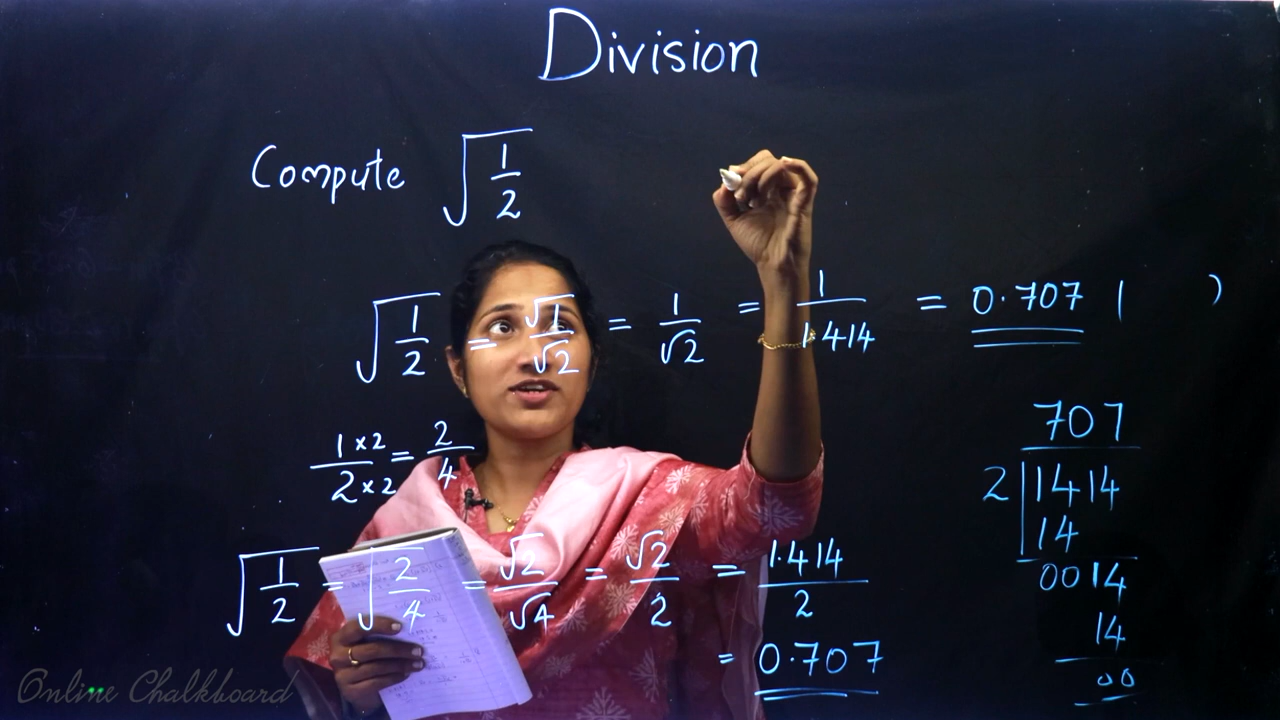 Division
Compute √(1/2)
√(1/2) = √1/√2 = 1/√2 = 1/1.414 = 0.707 | )
(1×2)/(2×2) = 2/4
√(1/2) = √(2/4) = √2/√4 = √2/2 = 1.414/2
= 0.707
707
2 | 1414
14
0014
14
00
Online Chalkboard